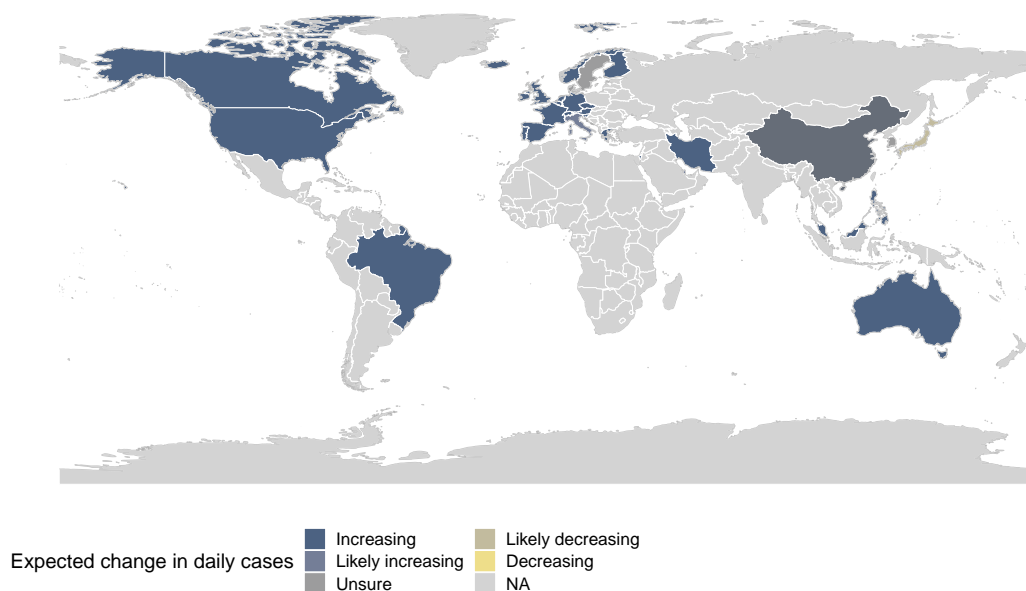 Expected change in daily cases
Increasing
Likely increasing
Unsure
Likely decreasing
Decreasing
NA